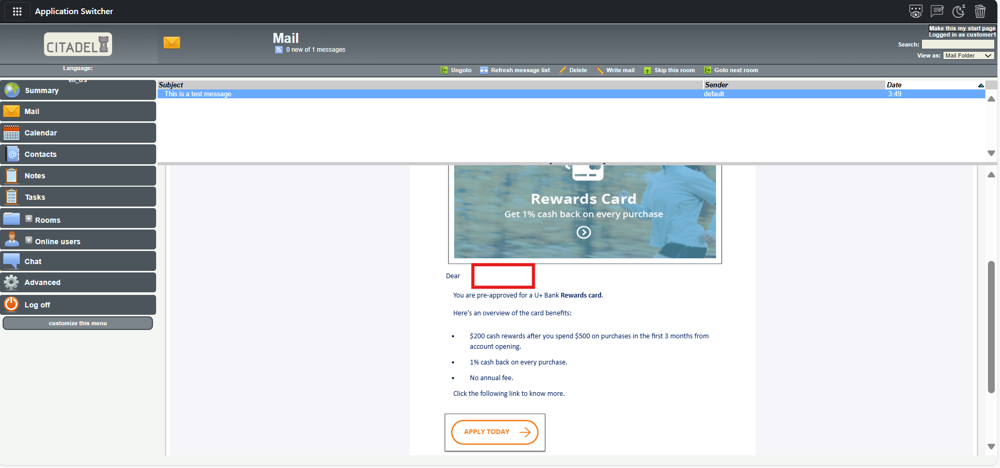 Application Switcher
CITADEL
Mail
0 new of 1 messages
Make this my start page
Logged in as customer1
Search:
View as: Mail Folder
Language:
en_US
Ungoto Refresh message list Delete Write mail Skip this room Goto next room
Summary
Mail
Calendar
Contacts
Notes
Tasks
Rooms
Online users
Chat
Advanced
Log off
customize this menu
Subject Sender Date
This is a test message. default 3:49
Rewards Card
Get 1% cash back on every purchase
Dear
You are pre-approved for a U+ Bank Rewards card.
Here's an overview of the card benefits:
• $200 cash rewards after you spend $500 on purchases in the first 3 months from
account opening.
• 1% cash back on every purchase.
• No annual fee.
Click the following link to know more.
APPLY TODAY